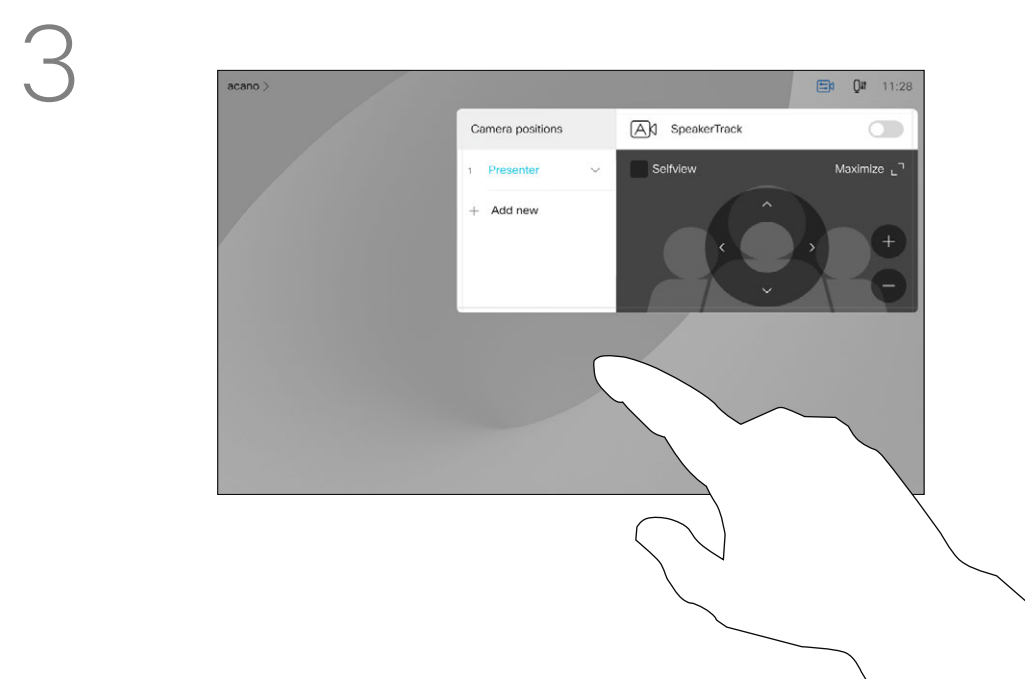 3
acano >
11:28
Camera positions
SpeakerTrack
1 Presenter
Selfview
Maximize
+ Add new